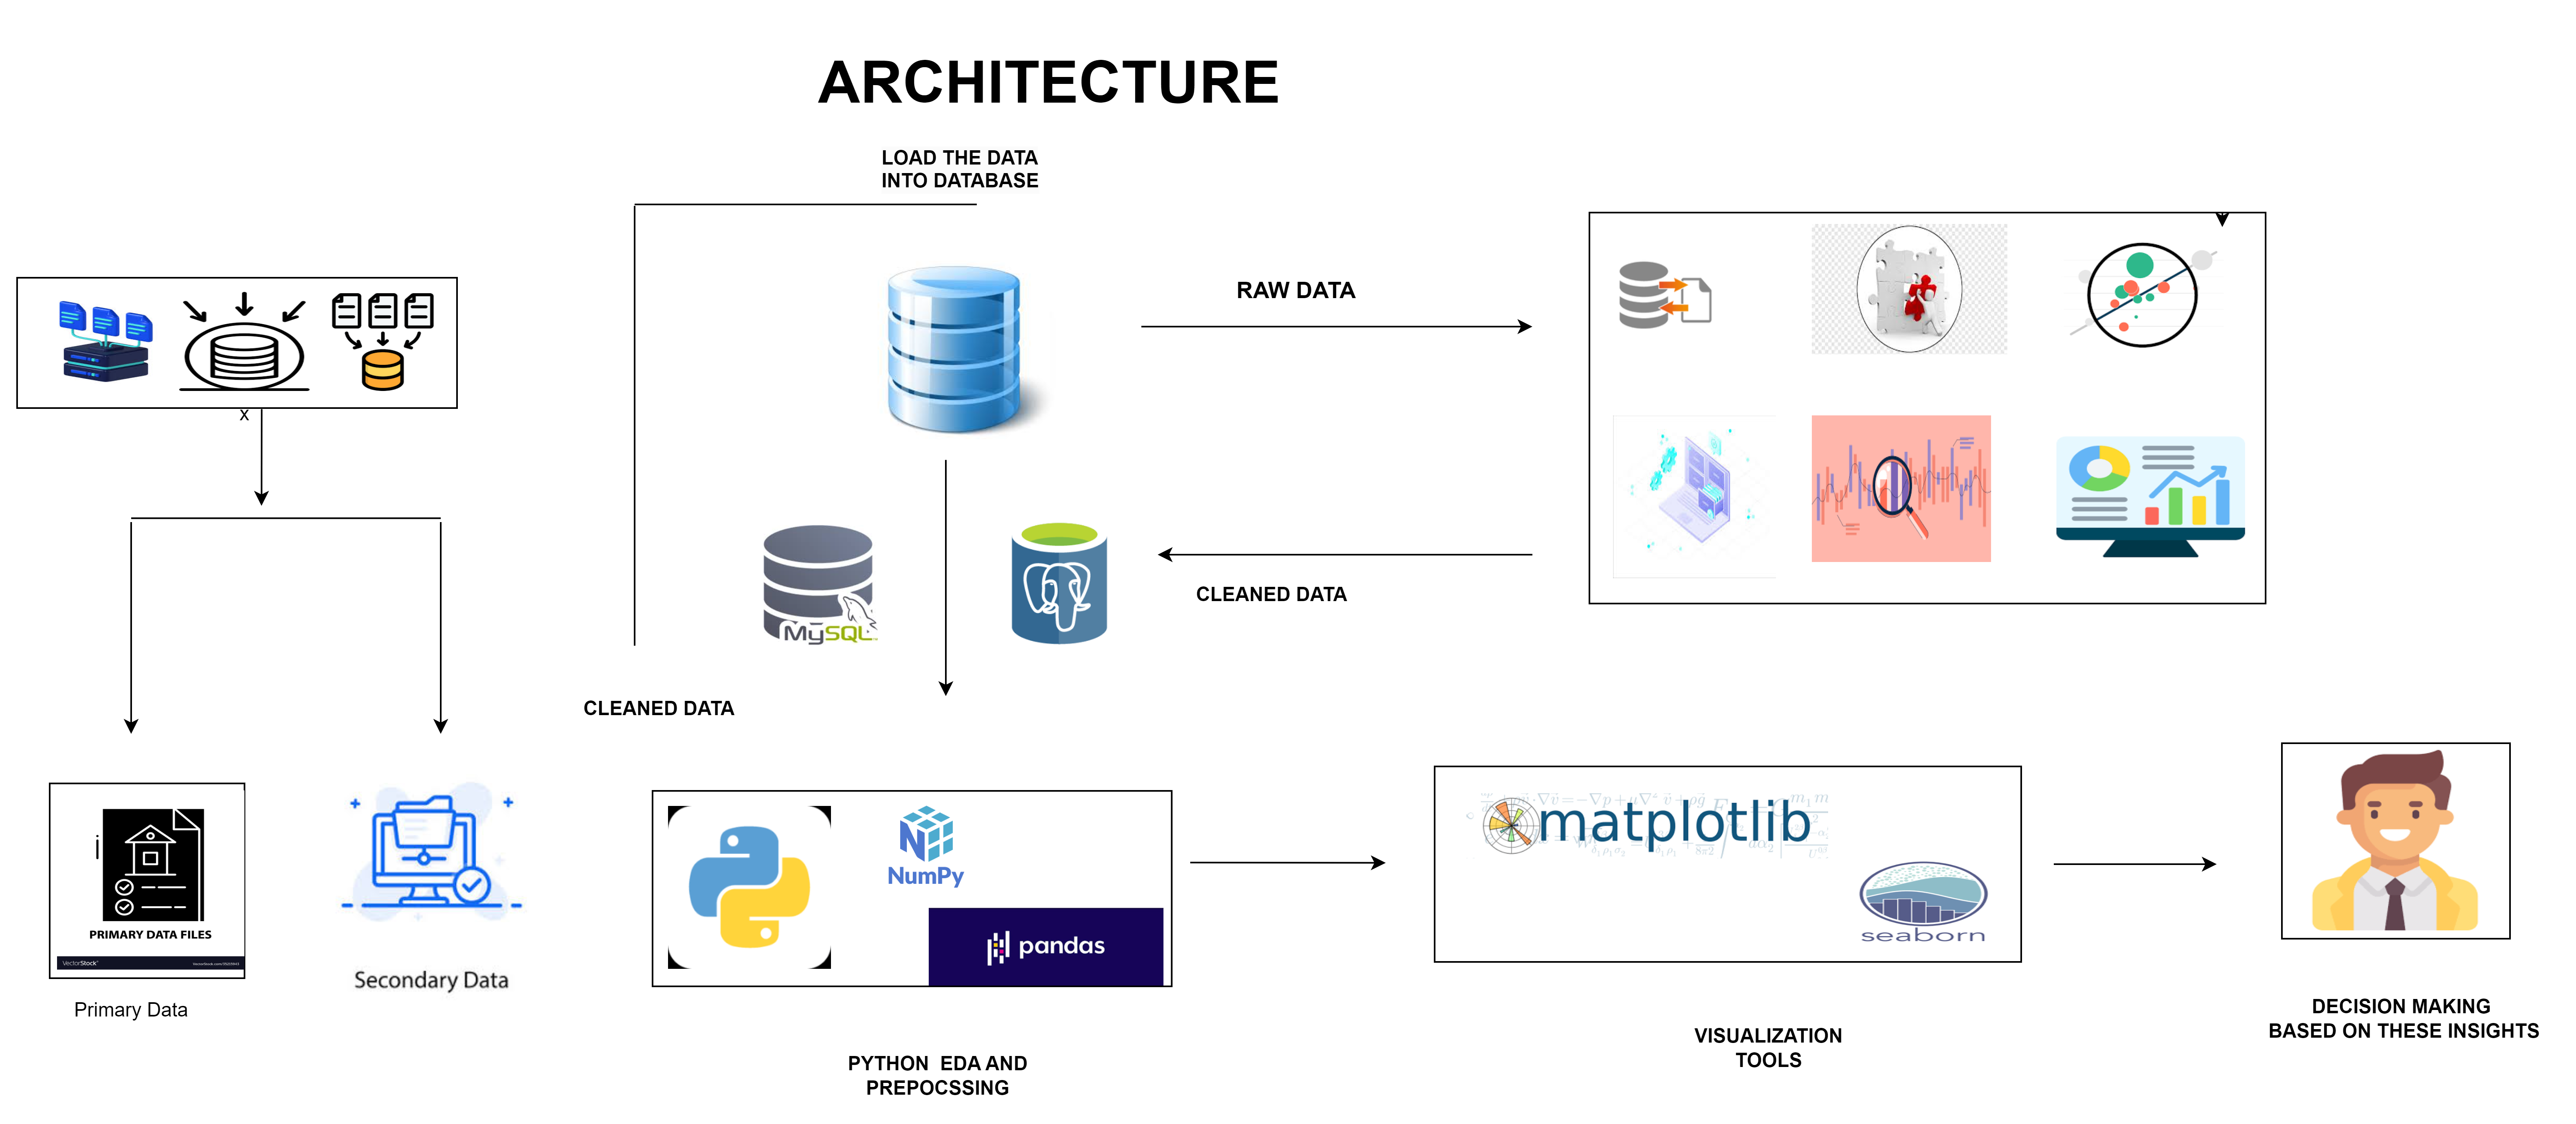 ARCHITECTURE
LOAD THE DATA
INTO DATABASE
RAW DATA
x
MySQL
CLEANED DATA
CLEANED DATA
i
PRIMARY DATA FILES
VectorStock
Primary Data
Secondary Data
NumPy
pandas
PYTHON  EDA AND
PREPOCSSING
matplotlib
seaborn
VISUALIZATION
TOOLS
DECISION MAKING
BASED ON THESE INSIGHTS